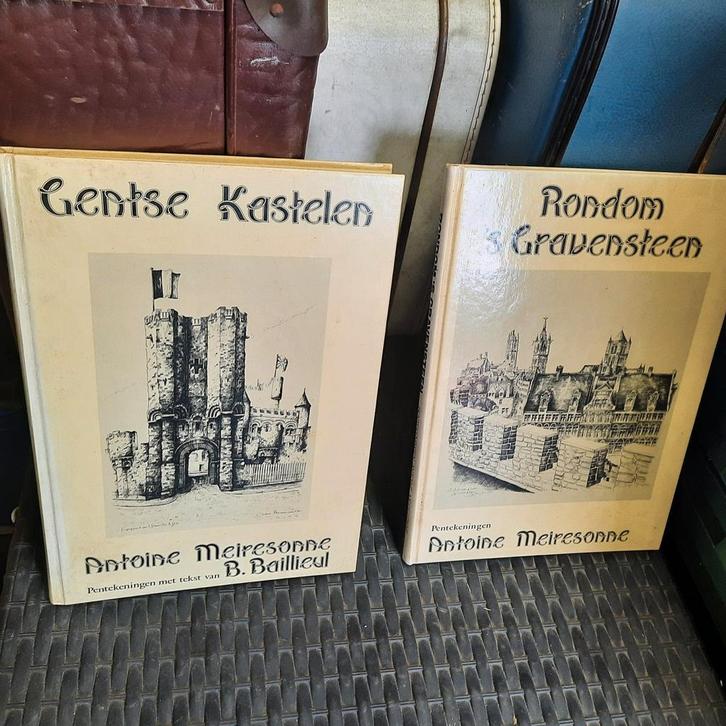 Gentse Kastelen
Antoine Meiresonne
Pentekeningen met tekst van B. Baillieul
Rondom
's Gravensteen
Pentekeningen
Antoine Meiresonne